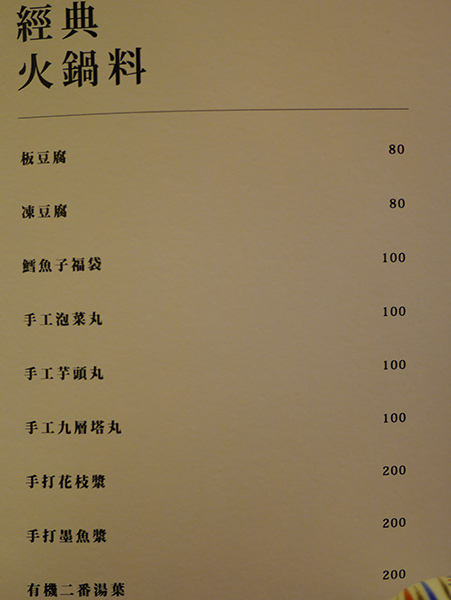 經典
火鍋料
板豆腐 80
凍豆腐 80
鱈魚子福袋 100
手工泡菜丸 100
手工芋頭丸 100
手工九層塔丸 100
手打花枝漿 200
手打墨魚漿 200
有機二番湯葉 200